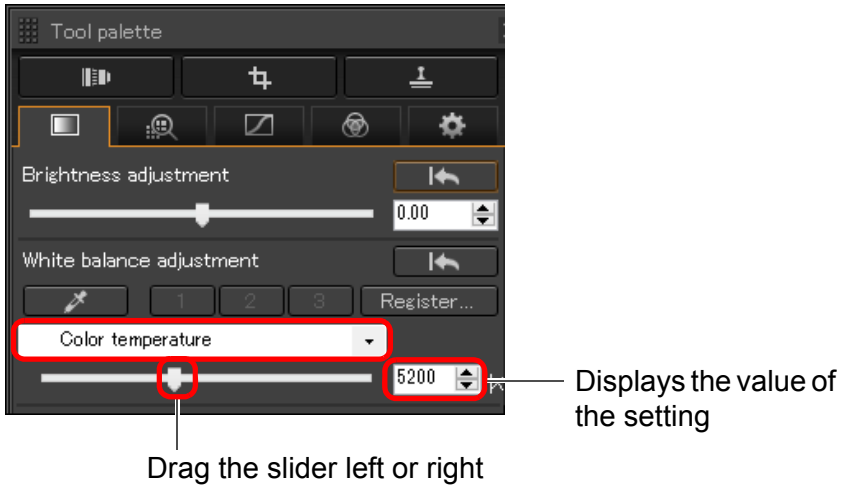 Tool palette
Brightness adjustment
0.00
White balance adjustment
1 2 3 Register...
Color temperature
5200
Displays the value of
the setting
Drag the slider left or right